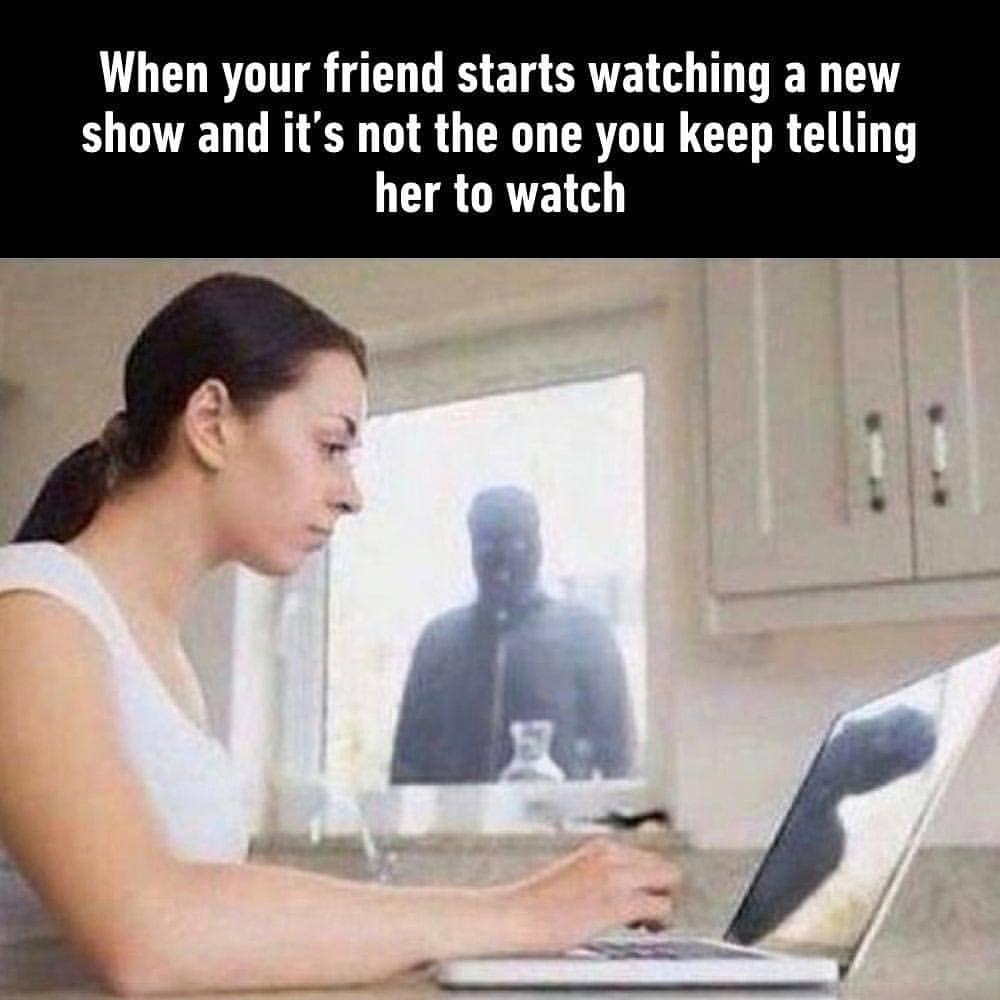 When your friend starts watching a new
show and it’s not the one you keep telling
her to watch